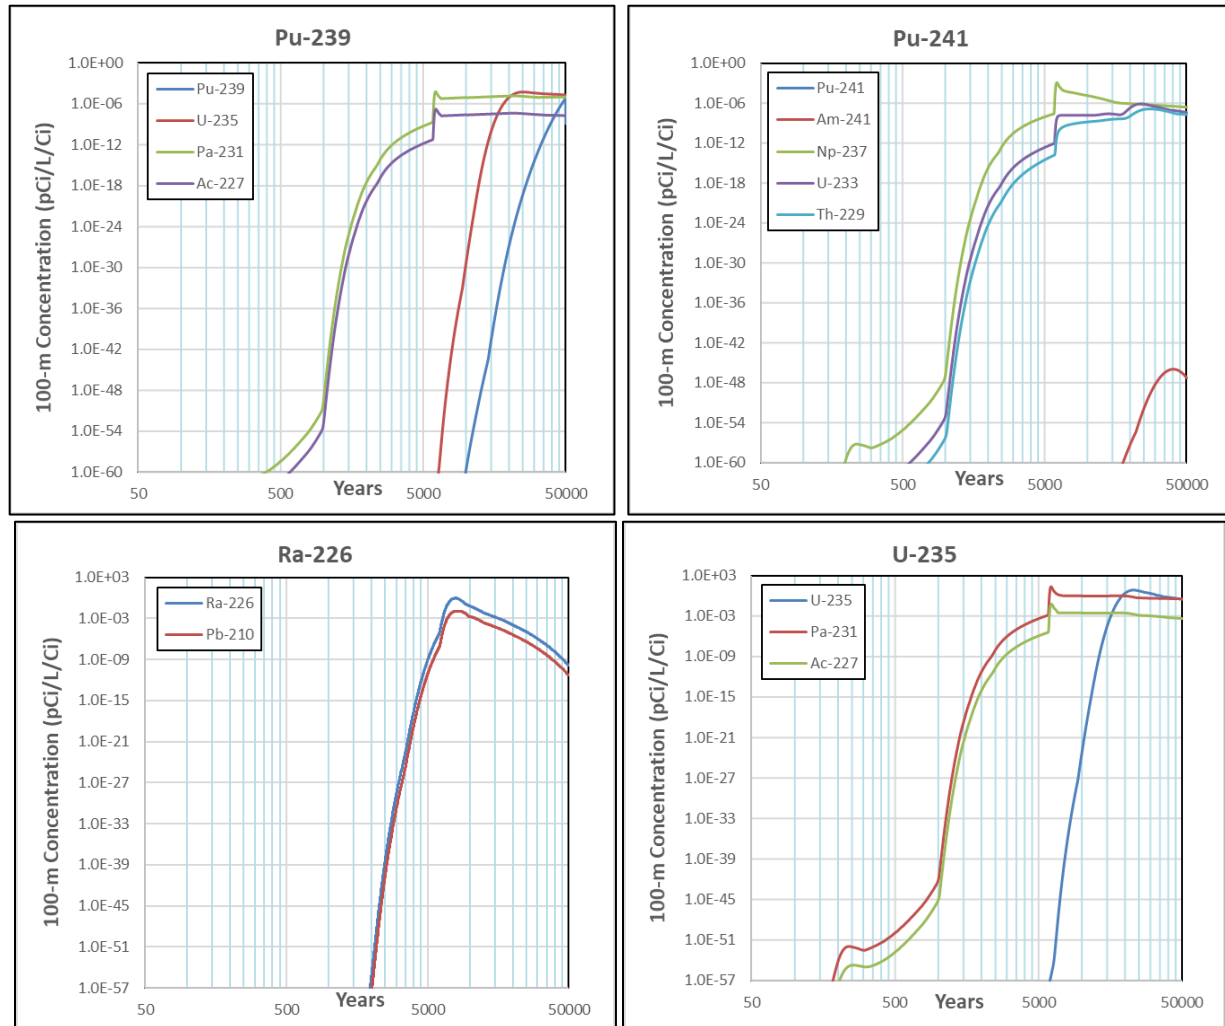 Pu-239
100-m Concentration (pCi/L/Ci)
1.0E+00
1.0E-06
1.0E-12
1.0E-18
1.0E-24
1.0E-30
1.0E-36
1.0E-42
1.0E-48
1.0E-54
1.0E-60
Pu-239
U-235
Pa-231
Ac-227
50
500
5000
50000
Years
Pu-241
100-m Concentration (pCi/L/Ci)
1.0E+00
1.0E-06
1.0E-12
1.0E-18
1.0E-24
1.0E-30
1.0E-36
1.0E-42
1.0E-48
1.0E-54
1.0E-60
Pu-241
Am-241
Np-237
U-233
Th-229
50
500
5000
50000
Years
Ra-226
100-m Concentration (pCi/L/Ci)
1.0E+03
1.0E-03
1.0E-09
1.0E-15
1.0E-21
1.0E-27
1.0E-33
1.0E-39
1.0E-45
1.0E-51
1.0E-57
Ra-226
Pb-210
50
500
5000
50000
Years
U-235
100-m Concentration (pCi/L/Ci)
1.0E+03
1.0E-03
1.0E-09
1.0E-15
1.0E-21
1.0E-27
1.0E-33
1.0E-39
1.0E-45
1.0E-51
1.0E-57
U-235
Pa-231
Ac-227
50
500
5000
50000
Years